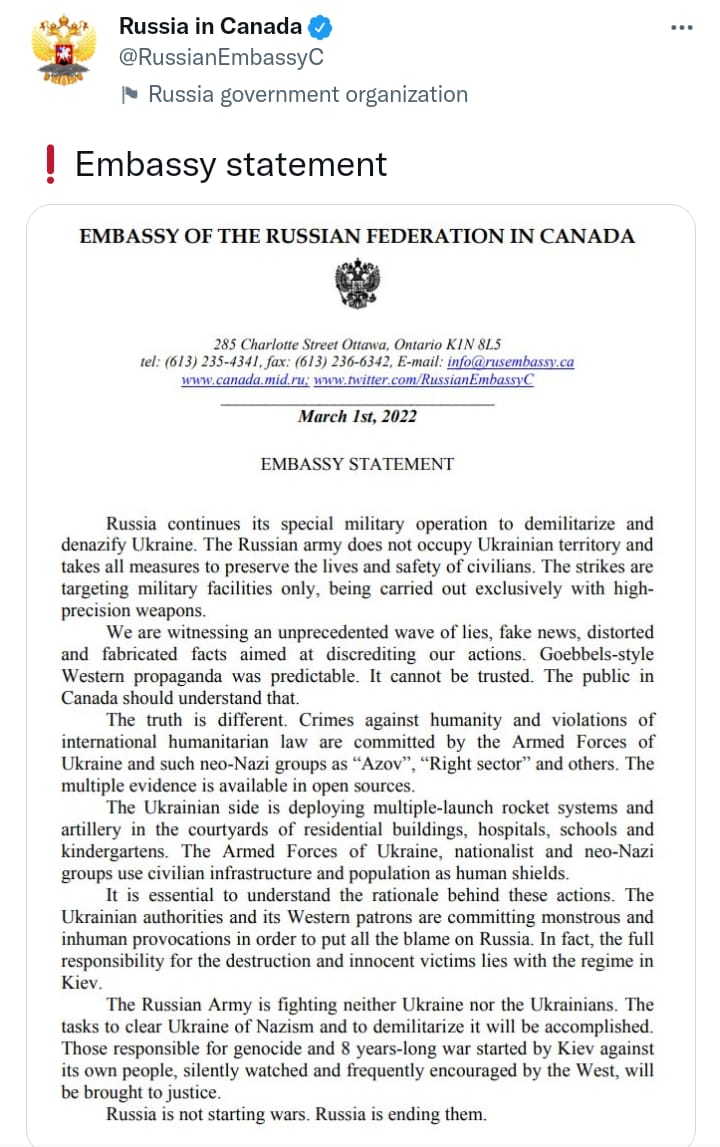 Russia in Canada
@RussianEmbassyC
Russia government organization
❗ Embassy statement
EMBASSY OF THE RUSSIAN FEDERATION IN CANADA
285 Charlotte Street Ottawa, Ontario K1N 8L5
tel: (613) 235-4341, fax: (613) 236-6342, E-mail: info@rusembassy.ca
www.canada.mid.ru; www.twitter.com/RussianEmbassyC
March 1st, 2022
EMBASSY STATEMENT
Russia continues its special military operation to demilitarize and
denazify Ukraine. The Russian army does not occupy Ukrainian territory and
takes all measures to preserve the lives and safety of civilians. The strikes are
targeting military facilities only, being carried out exclusively with high-
precision weapons.
We are witnessing an unprecedented wave of lies, fake news, distorted
and fabricated facts aimed at discrediting our actions. Goebbels-style
Western propaganda was predictable. It cannot be trusted. The public in
Canada should understand that.
The truth is different. Crimes against humanity and violations of
international humanitarian law are committed by the Armed Forces of
Ukraine and such neo-Nazi groups as “Azov”, “Right sector” and others. The
multiple evidence is available in open sources.
The Ukrainian side is deploying multiple-launch rocket systems and
artillery in the courtyards of residential buildings, hospitals, schools and
kindergartens. The Armed Forces of Ukraine, nationalist and neo-Nazi
groups use civilian infrastructure and population as human shields.
It is essential to understand the rationale behind these actions. The
Ukrainian authorities and its Western patrons are committing monstrous and
inhuman provocations in order to put all the blame on Russia. In fact, the full
responsibility for the destruction and innocent victims lies with the regime in
Kiev.
The Russian Army is fighting neither Ukraine nor the Ukrainians. The
tasks to clear Ukraine of Nazism and to demilitarize it will be accomplished.
Those responsible for genocide and 8 years-long war started by Kiev against
its own people, silently watched and frequently encouraged by the West, will
be brought to justice.
Russia is not starting wars. Russia is ending them.